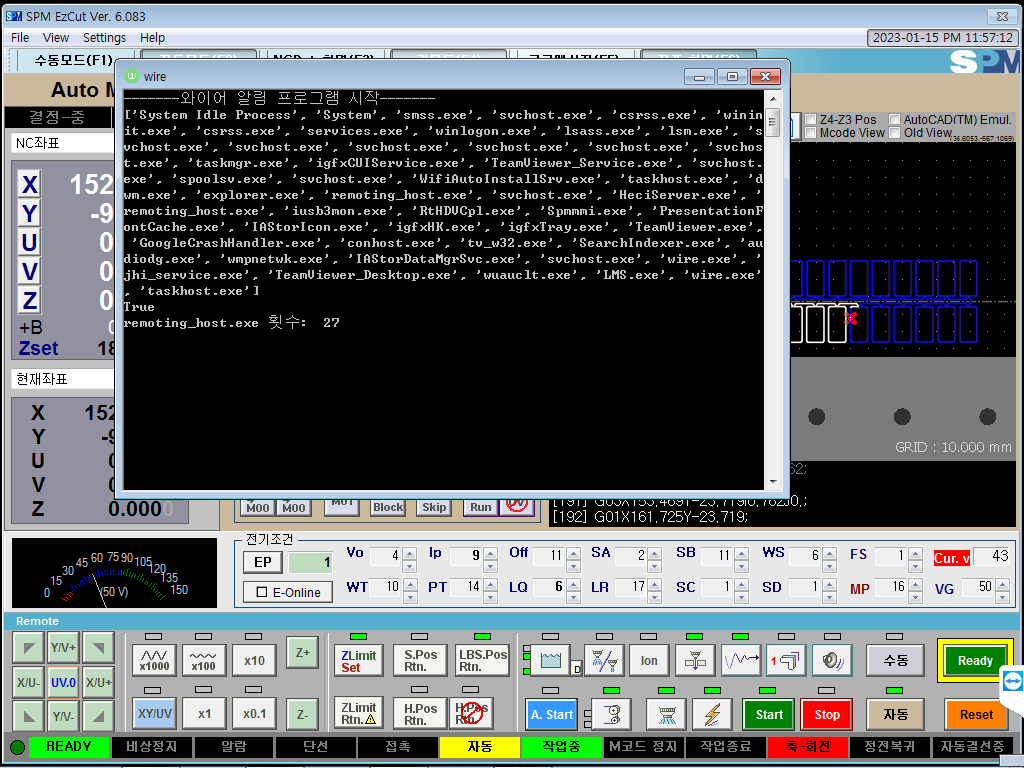 SPM EzCut Ver. 6.083
File View Settings Help
2023-01-15 PM 11:57:12
수동모드(F1)
SPM
Auto M
결정-중
Z4-Z3 Pos AutoCAD(TM) Emul.
Mcode View Old View
NC좌표
X 152
Y -9
U 0
V 0
Z 0
+B 0
Zset 18
현재좌표
X 152
Y -9
U 0
V 0
Z 0.000
wire
-------와이어 알림 프로그램 시작-------
['System Idle Process', 'System', 'smss.exe', 'svchost.exe', 'csrss.exe', 'winin
it.exe', 'csrss.exe', 'services.exe', 'winlogon.exe', 'lsass.exe', 'lsm.exe', 's
vchost.exe', 'svchost.exe', 'svchost.exe', 'svchost.exe', 'svchost.exe', 'svchos
t.exe', 'taskmgr.exe', 'igfxCUIService.exe', 'TeamViewer_Service.exe', 'svchost.
exe', 'spoolsv.exe', 'svchost.exe', 'WifiAutoInstallSrv.exe', 'taskhost.exe', 'd
wm.exe', 'explorer.exe', 'remoting_host.exe', 'svchost.exe', 'HeciServer.exe', '
remoting_host.exe', 'iusb3mon.exe', 'RtHDVCpl.exe', 'Spmmmi.exe', 'PresentationF
ontCache.exe', 'IAStorIcon.exe', 'igfxHK.exe', 'igfxTray.exe', 'TeamViewer.exe',
'GoogleCrashHandler.exe', 'conhost.exe', 'tv_w32.exe', 'SearchIndexer.exe', 'au
diodg.exe', 'wmpnetwk.exe', 'IAStorDataMgrSvc.exe', 'svchost.exe', 'wire.exe', '
jhi_service.exe', 'TeamViewer_Desktop.exe', 'wuauclt.exe', 'LMS.exe', 'wire.exe'
, 'taskhost.exe']
True
remoting_host.exe 횟수: 27
GRID : 10.000 mm
M00 M00 M01 Block Skip Run
[191] G03X153,469Y-23,719I0,762J0,;
[192] G01X161,725Y-23,719;
0 15 30 45 60 75 90 105 120 135 150
(50 V)
전기조건
EP 1
E-Online
Vo 4 Ip 9 Off 11 SA 2 SB 11 WS 6 FS 1 Cur. v 43
WT 10 PT 14 LQ 6 LR 17 SC 1 SD 1 MP 16 VG 50
Remote
Y/V+
X/U- UV.0 X/U+
Y/V-
x1000 x100 x10 Z+
XY/UV x1 x0.1 Z-
ZLimit Set S.Pos Rtn. LBS.Pos Rtn.
ZLimit Rtn. H.Pos Rtn. H.Pos Rtn.
D Ion 1 수동 Ready
A. Start Start Stop 자동 Reset
READY 비상정지 알람 단선 접촉 자동 작업중 M코드 정지 작업종료 축-회전 정전복귀 자동결선중